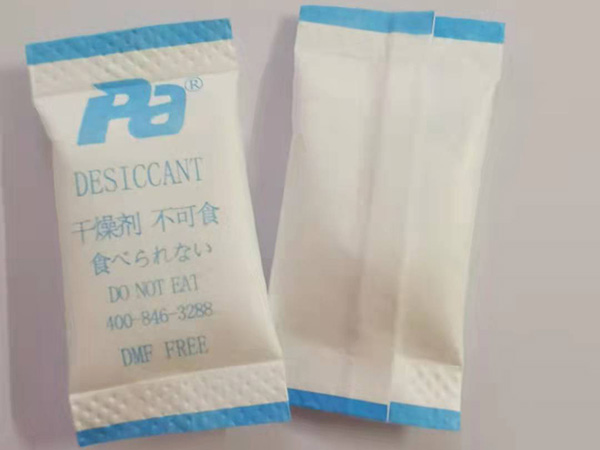 Pa®
DESICCANT
干燥剂 不可食
食べられない
DO NOT EAT
400-846-3288
DMF FREE